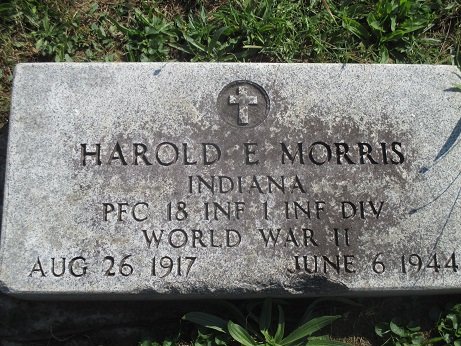 HAROLD E MORRIS
INDIANA
PFC 18 INF 1 INF DIV
WORLD WAR II
AUG 26 1917 JUNE 6 1944